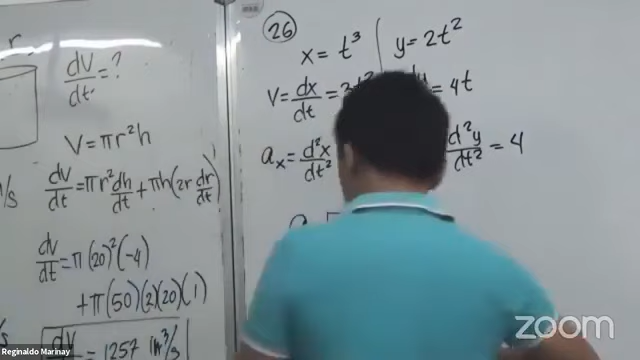 r
dV/dt = ?
V = πr²h
dV/dt = πr² dh/dt + πh(2r dr/dt)
dv/dt = π(20)²(-4)
+ π(50)(2)(20)(1)
dV = 1257 in³/s
/s
26
x = t³ | y = 2t²
V = dx/dt = = 4t
aₓ = d²x/dt² d²y/dt² = 4
Reginaldo Marinay
zoom